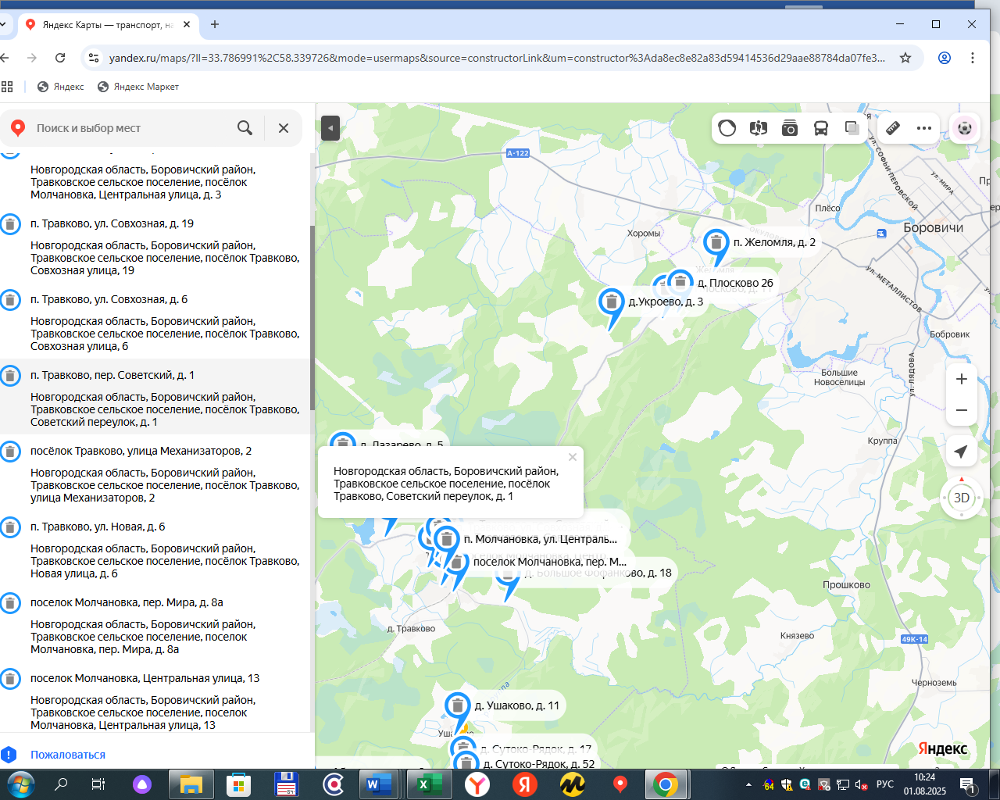 Яндекс Карты — транспорт, на
yandex.ru/maps/?ll=33.786991%2C58.339726&mode=usermaps&source=constructorLink&um=constructor%3Ada8ec8e82a83d59414536d29aae88784da07fe3...
Яндекс
Яндекс Маркет
Поиск и выбор мест
Новгородская область, Боровичский район,
Травковское сельское поселение, посёлок
Молчановка, Центральная улица, д. 3
п. Травково, ул. Совхозная, д. 19
Новгородская область, Боровичский район,
Травковское сельское поселение, посёлок Травково,
Совхозная улица, 19
п. Травково, ул. Совхозная, д. 6
Новгородская область, Боровичский район,
Травковское сельское поселение, посёлок Травково,
Совхозная улица, 6
п. Травково, пер. Советский, д. 1
Новгородская область, Боровичский район,
Травковское сельское поселение, посёлок Травково,
Советский переулок, д. 1
посёлок Травково, улица Механизаторов, 2
Новгородская область, Боровичский район,
Травковское сельское поселение, посёлок Травково,
улица Механизаторов, 2
п. Травково, ул. Новая, д. 6
Новгородская область, Боровичский район,
Травковское сельское поселение, посёлок Травково,
Новая улица, д. 6
поселок Молчановка, пер. Мира, д. 8а
Новгородская область, Боровичский район,
Травковское сельское поселение, поселок
Молчановка, пер. Мира, д. 8а
поселок Молчановка, Центральная улица, 13
Новгородская область, Боровичский район,
Травковское сельское поселение, поселок
Молчановка, Центральная улица, 13
Пожаловаться
А-122
ул. СОФЬИ ПЕРОВСКОЙ
ул. МИРА
Плёсо
Боровичи
Хоромы
п. Желомля, д. 2
ул. МЕТАЛЛИСТОВ
д. Плосково 26
д.Укроево, д. 3
Бобровик
ул. ЛЯДОВА
Большие
Новоселицы
Круппа
д. Лазарево, д. 5
Новгородская область, Боровичский район,
Травковское сельское поселение, посёлок
Травково, Советский переулок, д. 1
3D
п. Молчановка, ул. Централь...
поселок Молчановка, пер. М...
д. Большое Фофанково, д. 18
Прошково
д. Травково
Князево
49К-14
Черноземь
д. Ушаково, д. 11
д. Сутоко-Рядок, д. 17
д. Сутоко-Рядок, д. 52
Яндекс
64
РУС
10:24
01.08.2025
1